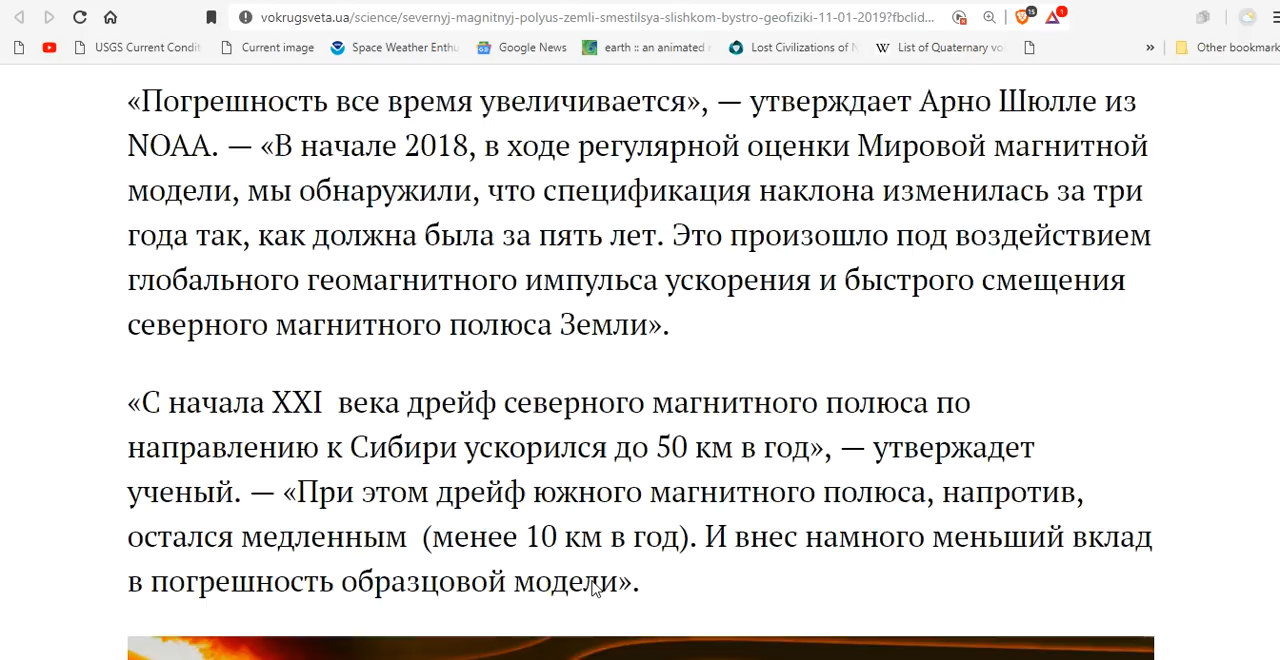 vokrugsveta.ua/science/severnyj-magnitnyj-polyus-zemli-smestilsya-slishkom-bystro-geofiziki-11-01-2019?fbclid...
15
1
USGS Current Condit
Current image
Space Weather Enthu
Google News
earth :: an animated
Lost Civilizations of N
W
List of Quaternary vo
»
Other bookmark
«Погрешность все время увеличивается», — утверждает Арно Шюлле из
NOAA. — «В начале 2018, в ходе регулярной оценки Мировой магнитной
модели, мы обнаружили, что спецификация наклона изменилась за три
года так, как должна была за пять лет. Это произошло под воздействием
глобального геомагнитного импульса ускорения и быстрого смещения
северного магнитного полюса Земли».
«С начала XXI века дрейф северного магнитного полюса по
направлению к Сибири ускорился до 50 км в год», — утвержадет
ученый. — «При этом дрейф южного магнитного полюса, напротив,
остался медленным (менее 10 км в год). И внес намного меньший вклад
в погрешность образцовой модели».